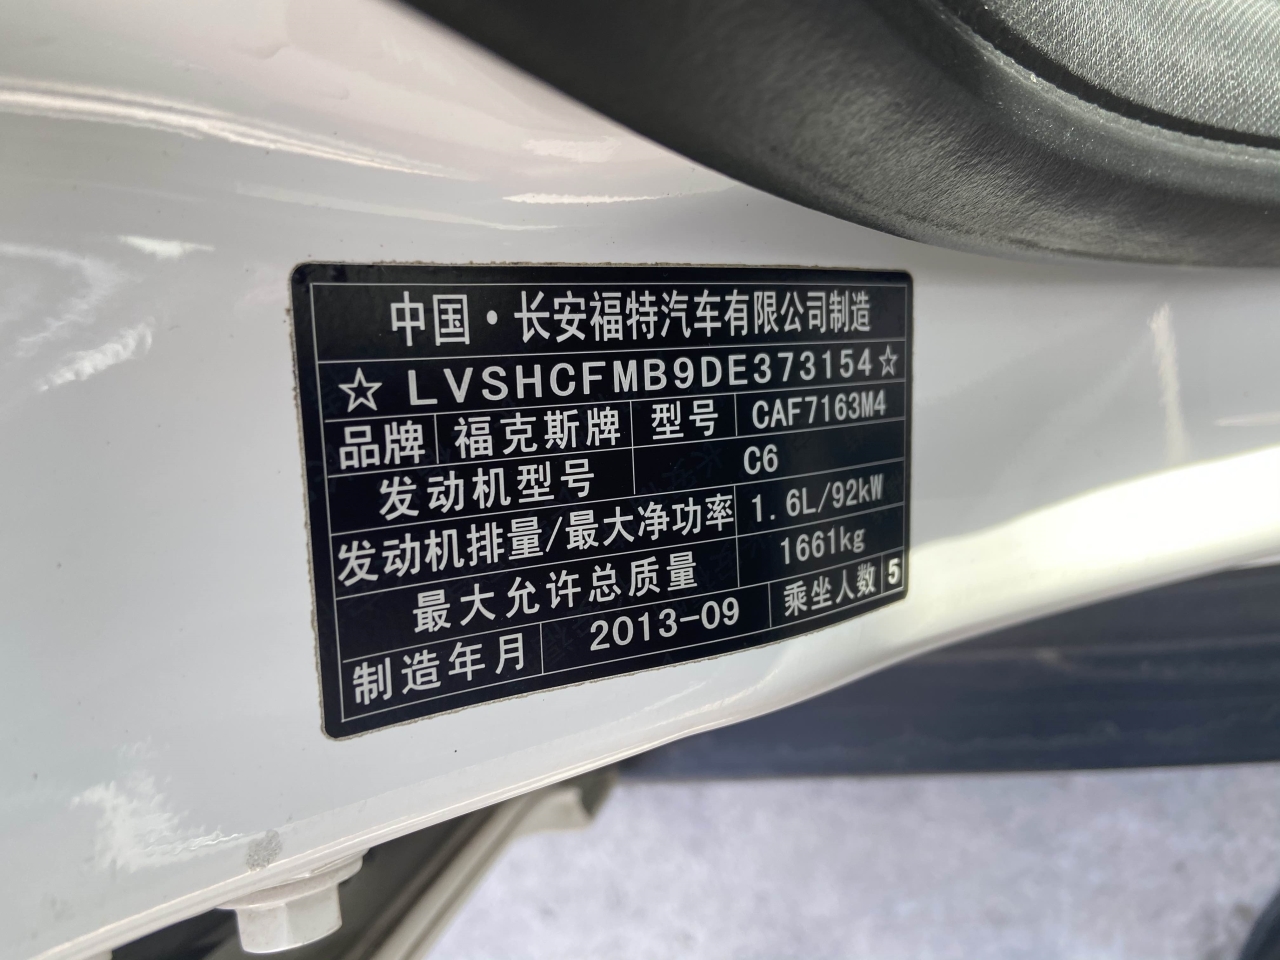 中国·长安福特汽车有限公司制造
☆LVSHCFMB9DE373154☆
品牌 福克斯牌 型号 CAF7163M4
发动机型号 C6
发动机排量/最大净功率 1.6L/92kW
最大允许总质量 1661kg
制造年月 2013-09 乘坐人数 5